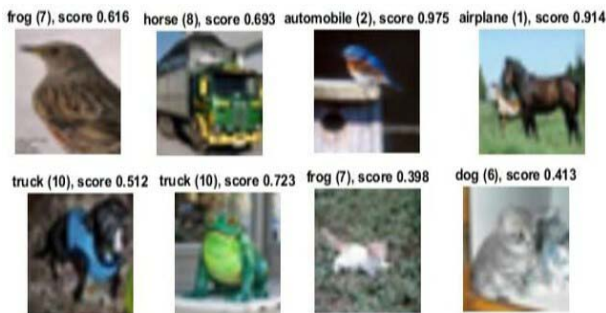 frog (7), score 0.616 horse (8), score 0.693 automobile (2), score 0.975 airplane (1), score 0.914
truck (10), score 0.512 truck (10), score 0.723 frog (7), score 0.398 dog (6), score 0.413